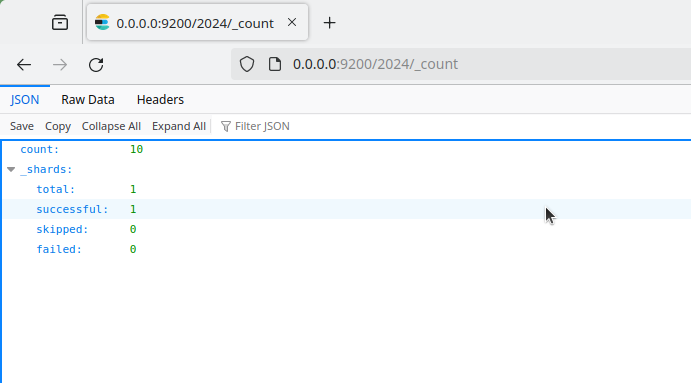 0.0.0.0:9200/2024/_count
0.0.0.0:9200/2024/_count
JSON Raw Data Headers
Save Copy Collapse All Expand All Filter JSON
count: 10
_shards:
total: 1
successful: 1
skipped: 0
failed: 0